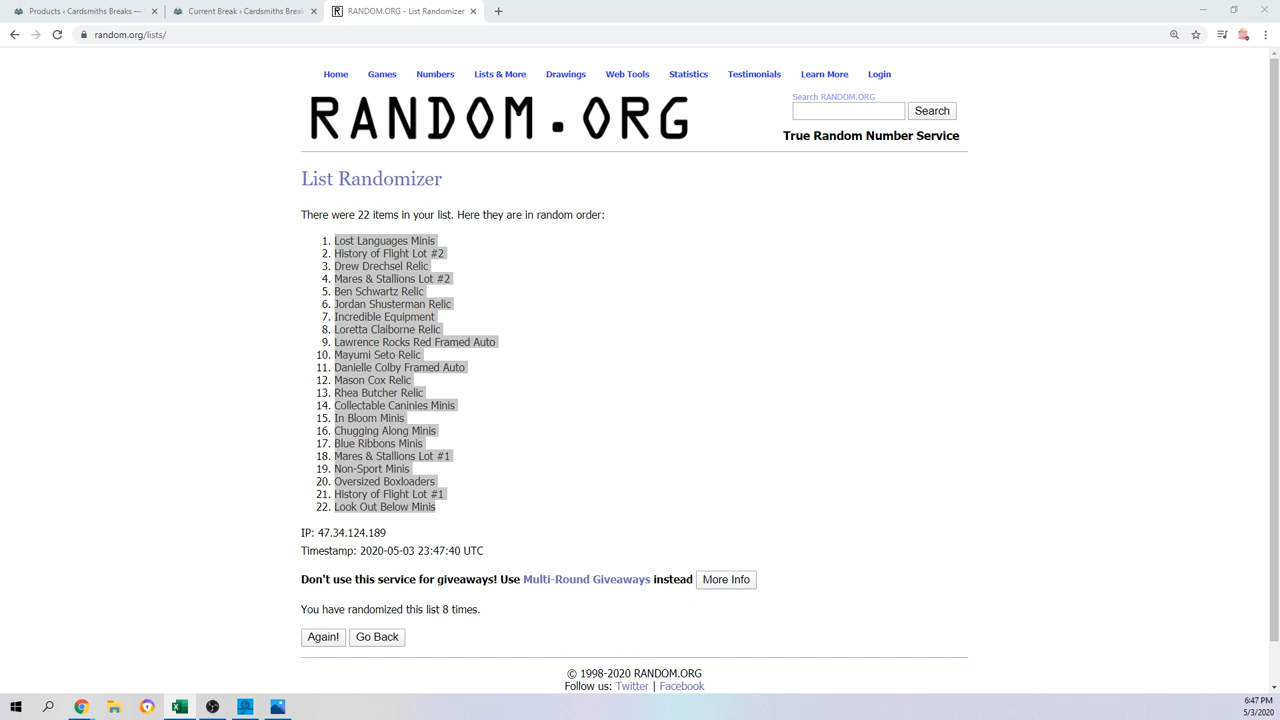 Products ‹ Cardsmiths Breaks —
Current Break ‹ Cardsmiths Break
RANDOM.ORG - List Randomizer
random.org/lists/
Home Games Numbers Lists & More Drawings Web Tools Statistics Testimonials Learn More Login
RANDOM.ORG
Search RANDOM.ORG
Search
True Random Number Service
List Randomizer
There were 22 items in your list. Here they are in random order:
1. Lost Languages Minis
2. History of Flight Lot #2
3. Drew Drechsel Relic
4. Mares & Stallions Lot #2
5. Ben Schwartz Relic
6. Jordan Shusterman Relic
7. Incredible Equipment
8. Loretta Claiborne Relic
9. Lawrence Rocks Red Framed Auto
10. Mayumi Seto Relic
11. Danielle Colby Framed Auto
12. Mason Cox Relic
13. Rhea Butcher Relic
14. Collectable Caninies Minis
15. In Bloom Minis
16. Chugging Along Minis
17. Blue Ribbons Minis
18. Mares & Stallions Lot #1
19. Non-Sport Minis
20. Oversized Boxloaders
21. History of Flight Lot #1
22. Look Out Below Minis
IP: 47.34.124.189
Timestamp: 2020-05-03 23:47:40 UTC
Don't use this service for giveaways! Use Multi-Round Giveaways instead More Info
You have randomized this list 8 times.
Again! Go Back
© 1998-2020 RANDOM.ORG
Follow us: Twitter | Facebook
6:47 PM
5/3/2020